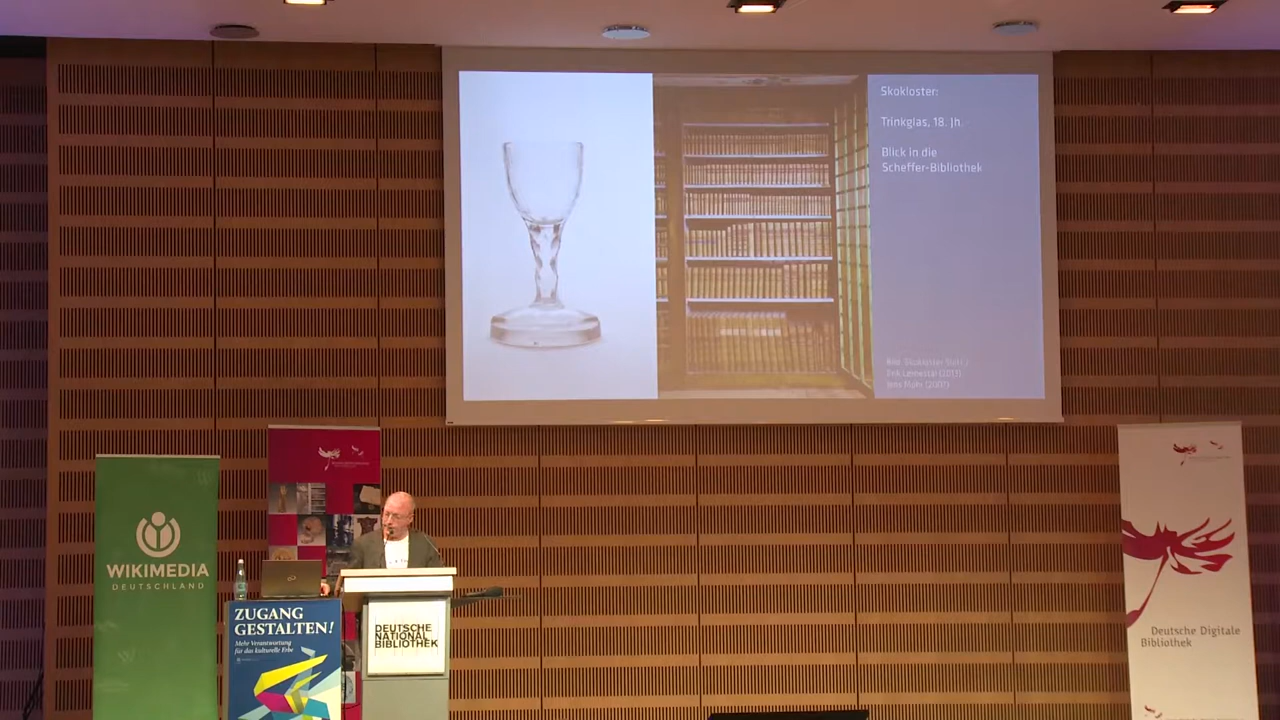 Skokloster:
Trinkglas, 18. Jh.
Blick in die
Scheffer-Bibliothek
WIKIMEDIA
DEUTSCHLAND
ZUGANG
GESTALTEN!
Mehr Verantwortung
für das kulturelle Erbe
DEUTSCHE
NATIONAL
BIBLIOTHEK
Deutsche Digitale
Bibliothek